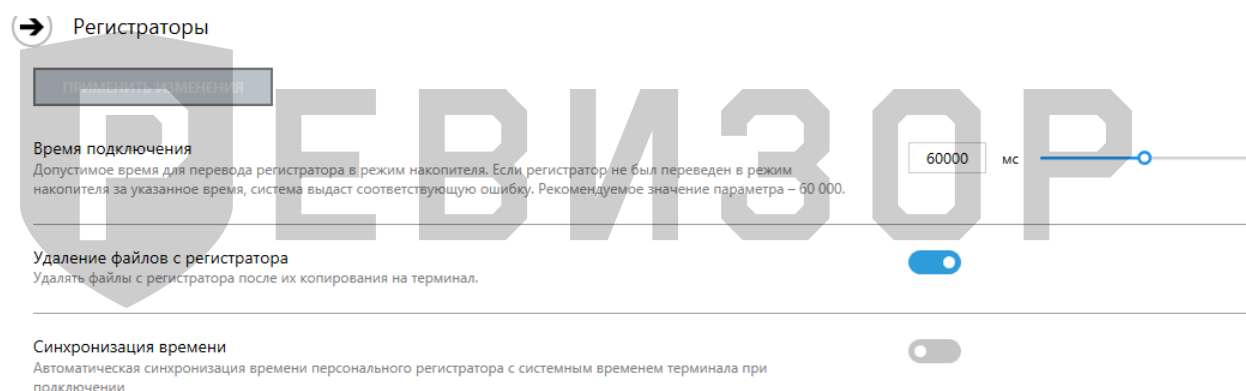 Регистраторы
ПРИМЕНИТЬ ИЗМЕНЕНИЯ
РЕВИЗОР
Время подключения
Допустимое время для перевода регистратора в режим накопителя. Если регистратор не был переведен в режим
накопителя за указанное время, система выдаст соответствующую ошибку. Рекомендуемое значение параметра – 60 000.
60000 мс
Удаление файлов с регистратора
Удалять файлы с регистратора после их копирования на терминал.
Синхронизация времени
Автоматическая синхронизация времени персонального регистратора с системным временем терминала при
подключении